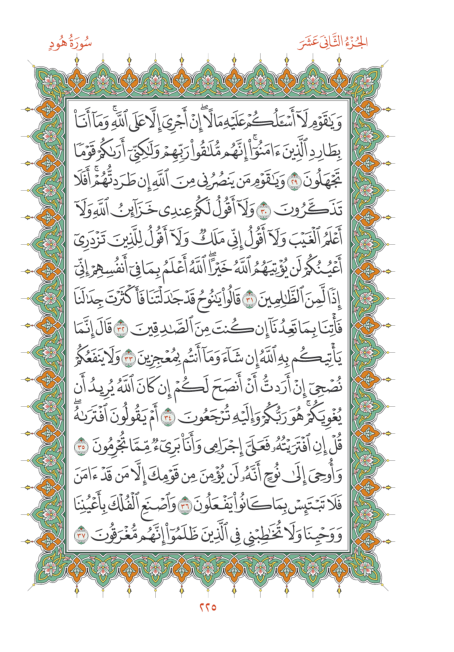 الجُزْءُ الثَّانِيَ عَشَرَ
سُورَةُ هُودٍ
وَيَٰقَوْمِ لَآ أَسْـَٔلُكُمْ عَلَيْهِ مَالًا ۖ إِنْ أَجْرِىَ إِلَّا عَلَى ٱللَّهِ ۚ وَمَآ أَنَا۠
بِطَارِدِ ٱلَّذِينَ ءَامَنُوٓا۟ ۚ إِنَّهُم مُّلَٰقُوا۟ رَبِّهِمْ وَلَٰكِنِّىٓ أَرَىٰكُمْ قَوْمًا
تَجْهَلُونَ ٢٩ وَيَٰقَوْمِ مَن يَنصُرُنِى مِنَ ٱللَّهِ إِن طَرَدتُّهُمْ ۚ أَفَلَا
تَذَكَّرُونَ ٣٠ وَلَآ أَقُولُ لَكُمْ عِندِى خَزَآئِنُ ٱللَّهِ وَلَآ
أَعْلَمُ ٱلْغَيْبَ وَلَآ أَقُولُ إِنِّى مَلَكٌ وَلَآ أَقُولُ لِلَّذِينَ تَزْدَرِىٓ
أَعْيُنُكُمْ لَن يُؤْتِيَهُمُ ٱللَّهُ خَيْرًا ۖ ٱللَّهُ أَعْلَمُ بِمَا فِىٓ أَنفُسِهِمْ ۖ إِنِّىٓ
إِذًا لَّمِنَ ٱلظَّٰلِمِينَ ٣١ قَالُوا۟ يَٰنُوحُ قَدْ جَٰدَلْتَنَا فَأَكْثَرْتَ جِدَٰلَنَا
فَأْتِنَا بِمَا تَعِدُنَآ إِن كُنتَ مِنَ ٱلصَّٰدِقِينَ ٣٢ قَالَ إِنَّمَا
يَأْتِيكُم بِهِ ٱللَّهُ إِن شَآءَ وَمَآ أَنتُم بِمُعْجِزِينَ ٣٣ وَلَا يَنفَعُكُمْ
نُصْحِىٓ إِنْ أَرَدتُّ أَنْ أَنصَحَ لَكُمْ إِن كَانَ ٱللَّهُ يُرِيدُ أَن
يُغْوِيَكُمْ ۚ هُوَ رَبُّكُمْ وَإِلَيْهِ تُرْجَعُونَ ٣٤ أَمْ يَقُولُونَ ٱفْتَرَىٰهُ ۖ
قُلْ إِنِ ٱفْتَرَيْتُهُۥ فَعَلَىَّ إِجْرَامِى وَأَنَا۠ بَرِىٓءٌ مِّمَّا تُجْرِمُونَ ٣٥
وَأُوحِىَ إِلَىٰ نُوحٍ أَنَّهُۥ لَن يُؤْمِنَ مِن قَوْمِكَ إِلَّا مَن قَدْ ءَامَنَ
فَلَا تَبْتَئِسْ بِمَا كَانُوا۟ يَفْعَلُونَ ٣٦ وَٱصْنَعِ ٱلْفُلْكَ بِأَعْيُنِنَا
وَوَحْيِنَا وَلَا تُخَٰطِبْنِى فِى ٱلَّذِينَ ظَلَمُوٓا۟ ۚ إِنَّهُم مُّغْرَقُونَ ٣٧
٢٢٥